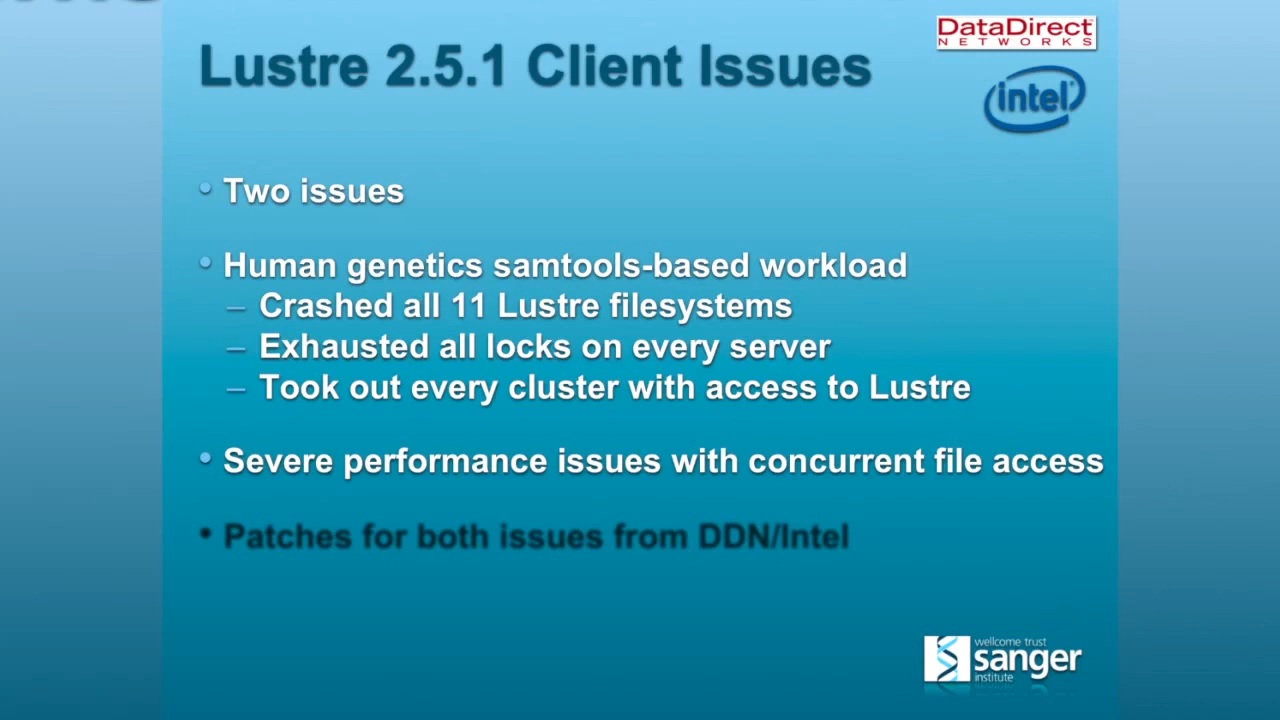 DataDirect
NETWORKS
Lustre 2.5.1 Client Issues
intel
• Two issues
• Human genetics samtools-based workload
– Crashed all 11 Lustre filesystems
– Exhausted all locks on every server
– Took out every cluster with access to Lustre
• Severe performance issues with concurrent file access
• Patches for both issues from DDN/Intel
wellcome trust
sanger
institute